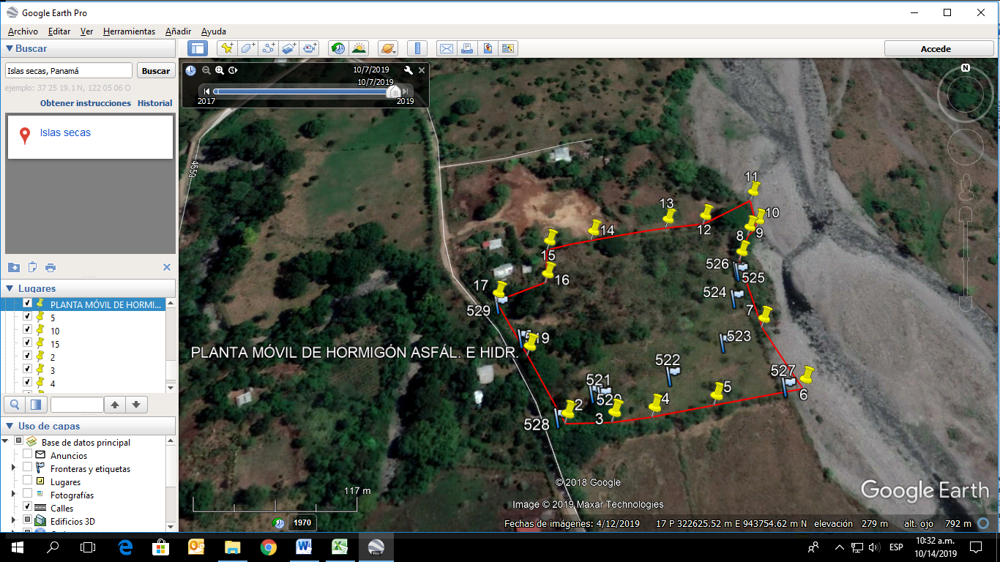 Google Earth Pro
Archivo Editar Ver Herramientas Añadir Ayuda
Buscar
Accede
Islas secas, Panamá Buscar
ejemplo: 37 25 19.1 N, 122 05 06 O
Obtener instrucciones Historial
Islas secas
10/7/2019
10/7/2019
2017 2019
N
4550
11
10
13
14
12
9
8
15
526
525
16
17
524
529
7
519
523
PLANTA MÓVIL DE HORMIGÓN ASFÁL. E HIDR.
522
527
521
5
6
520
4
2
3
528
Lugares
PLANTA MÓVIL DE HORMI...
5
10
15
2
3
4
Uso de capas
Base de datos principal
Anuncios
Fronteras y etiquetas
Lugares
Fotografías
Calles
Edificios 3D
117 m
© 2018 Google
Google Earth
Image © 2019 Maxar Technologies
1970
Fechas de imágenes: 4/12/2019 17 P 322625.52 m E 943754.62 m N elevación 279 m alt. ojo 792 m
ESP
10:32 a.m.
10/14/2019